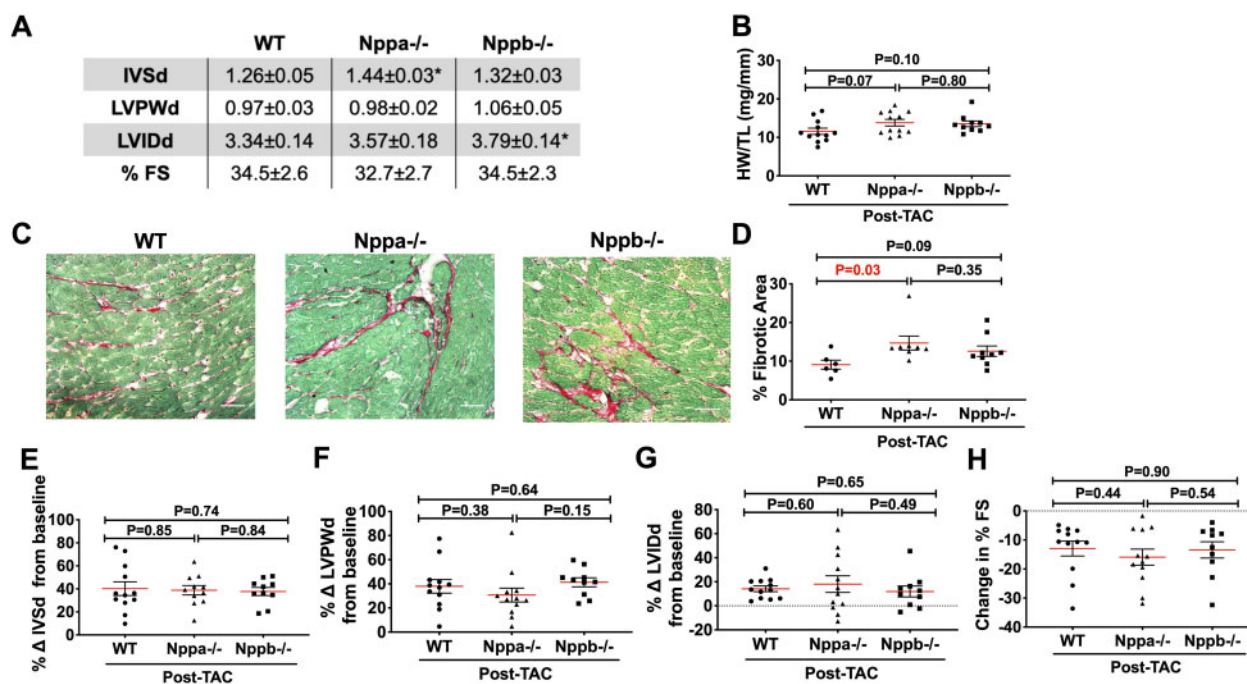 A
WT Nppa-/- Nppb-/-
IVSd 1.26±0.05 1.44±0.03* 1.32±0.03
LVPWd 0.97±0.03 0.98±0.02 1.06±0.05
LVIDd 3.34±0.14 3.57±0.18 3.79±0.14*
% FS 34.5±2.6 32.7±2.7 34.5±2.3
B
P=0.10
P=0.07 P=0.80
HW/TL (mg/mm)
30
20
10
0
WT Nppa-/- Nppb-/-
Post-TAC
C
WT Nppa-/- Nppb-/-
D
P=0.09
P=0.03 P=0.35
% Fibrotic Area
30
20
10
0
WT Nppa-/- Nppb-/-
Post-TAC
E
P=0.74
P=0.85 P=0.84
% Δ IVSd from baseline
100
80
60
40
20
0
WT Nppa-/- Nppb-/-
Post-TAC
F
P=0.64
P=0.38 P=0.15
% Δ LVPWd
from baseline
100
80
60
40
20
0
WT Nppa-/- Nppb-/-
Post-TAC
G
P=0.65
P=0.60 P=0.49
% Δ LVIDd
from baseline
80
60
40
20
0
-20
WT Nppa-/- Nppb-/-
Post-TAC
H
P=0.90
P=0.44 P=0.54
Change in % FS
0
-10
-20
-30
-40
WT Nppa-/- Nppb-/-
Post-TAC